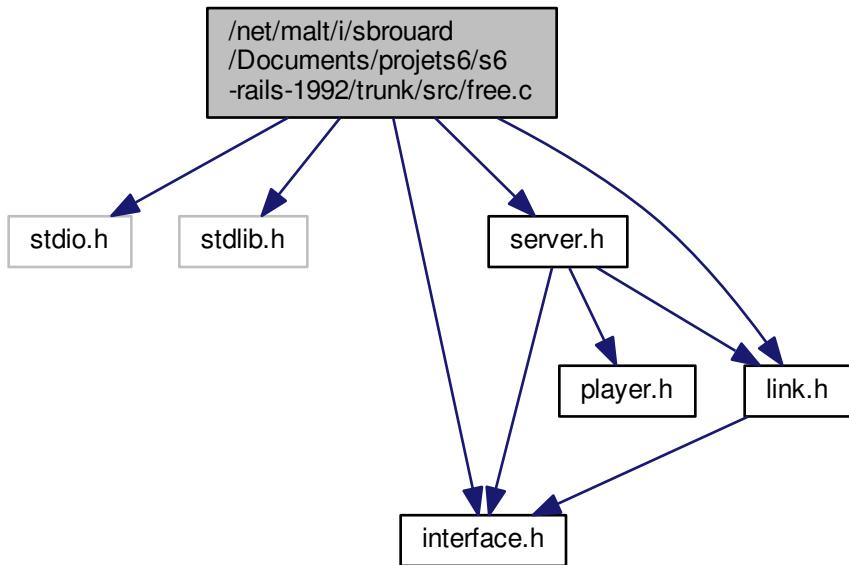 /net/malt/i/sbrouard
/Documents/projets6/s6
-rails-1992/trunk/src/free.c
stdio.h
stdlib.h
server.h
player.h
link.h
interface.h